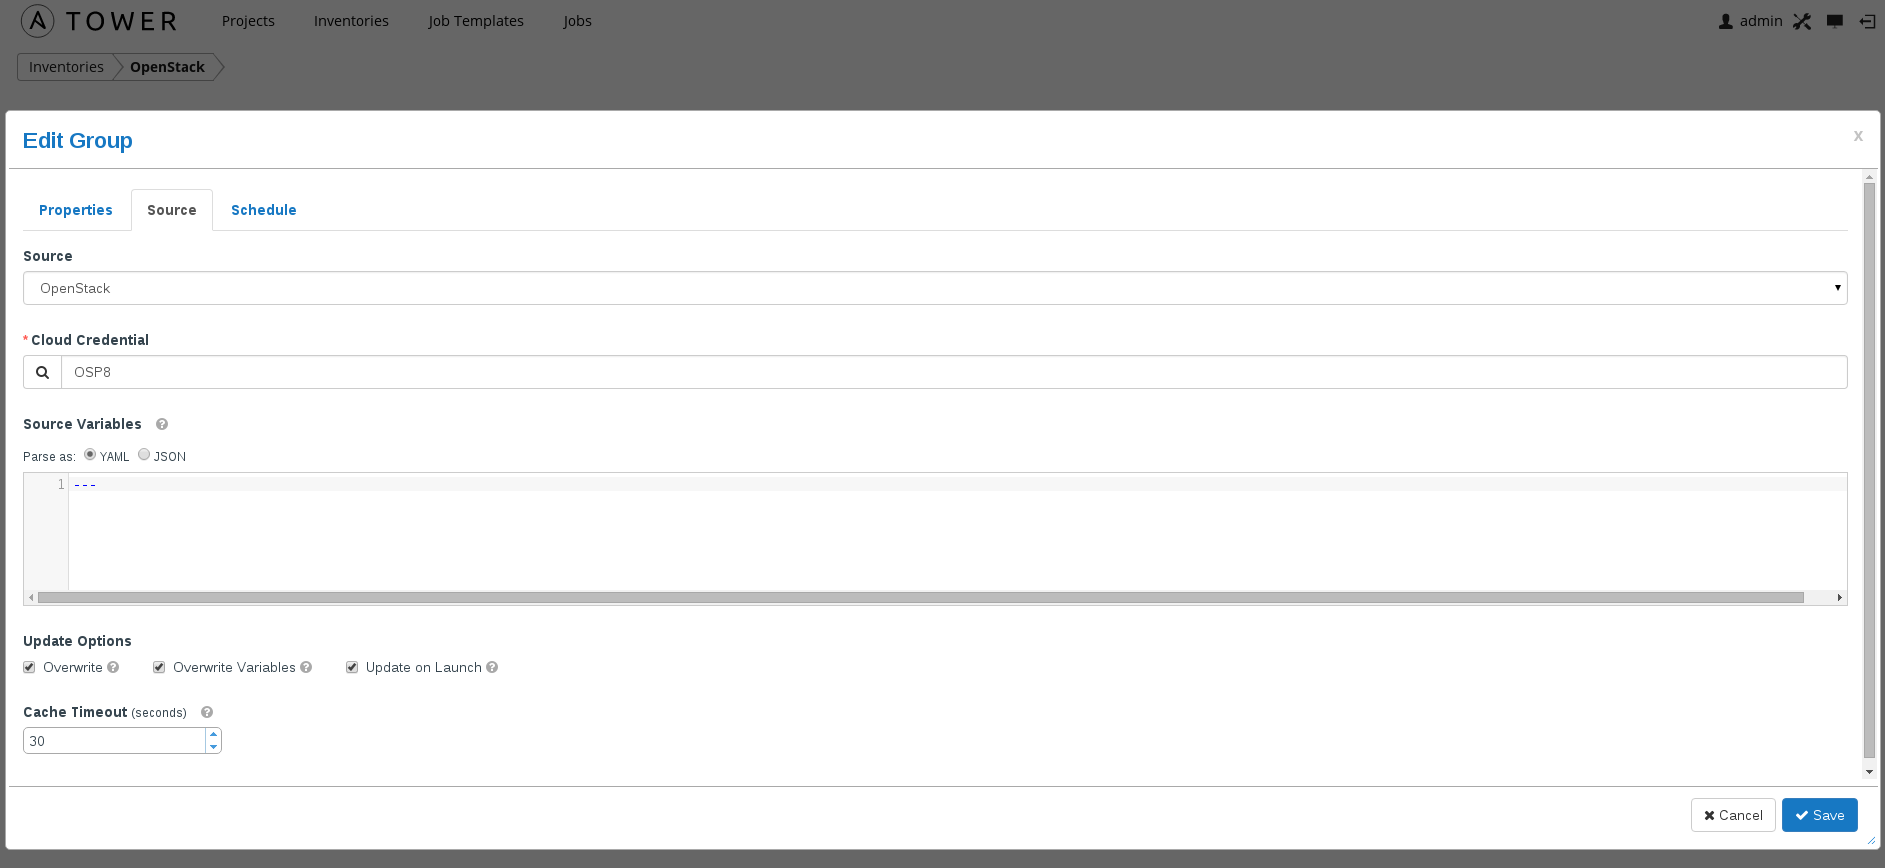 A TOWER Projects Inventories Job Templates Jobs admin
Inventories OpenStack
Edit Group x
Properties Source Schedule
Source
OpenStack
* Cloud Credential
OSP8
Source Variables ?
Parse as: YAML JSON
1 ---
Update Options
Overwrite ? Overwrite Variables ? Update on Launch ?
Cache Timeout (seconds) ?
30
Cancel Save